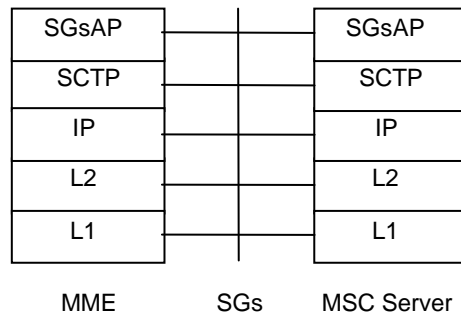 SGsAP SGsAP
SCTP SCTP
IP IP
L2 L2
L1 L1
MME SGs MSC Server